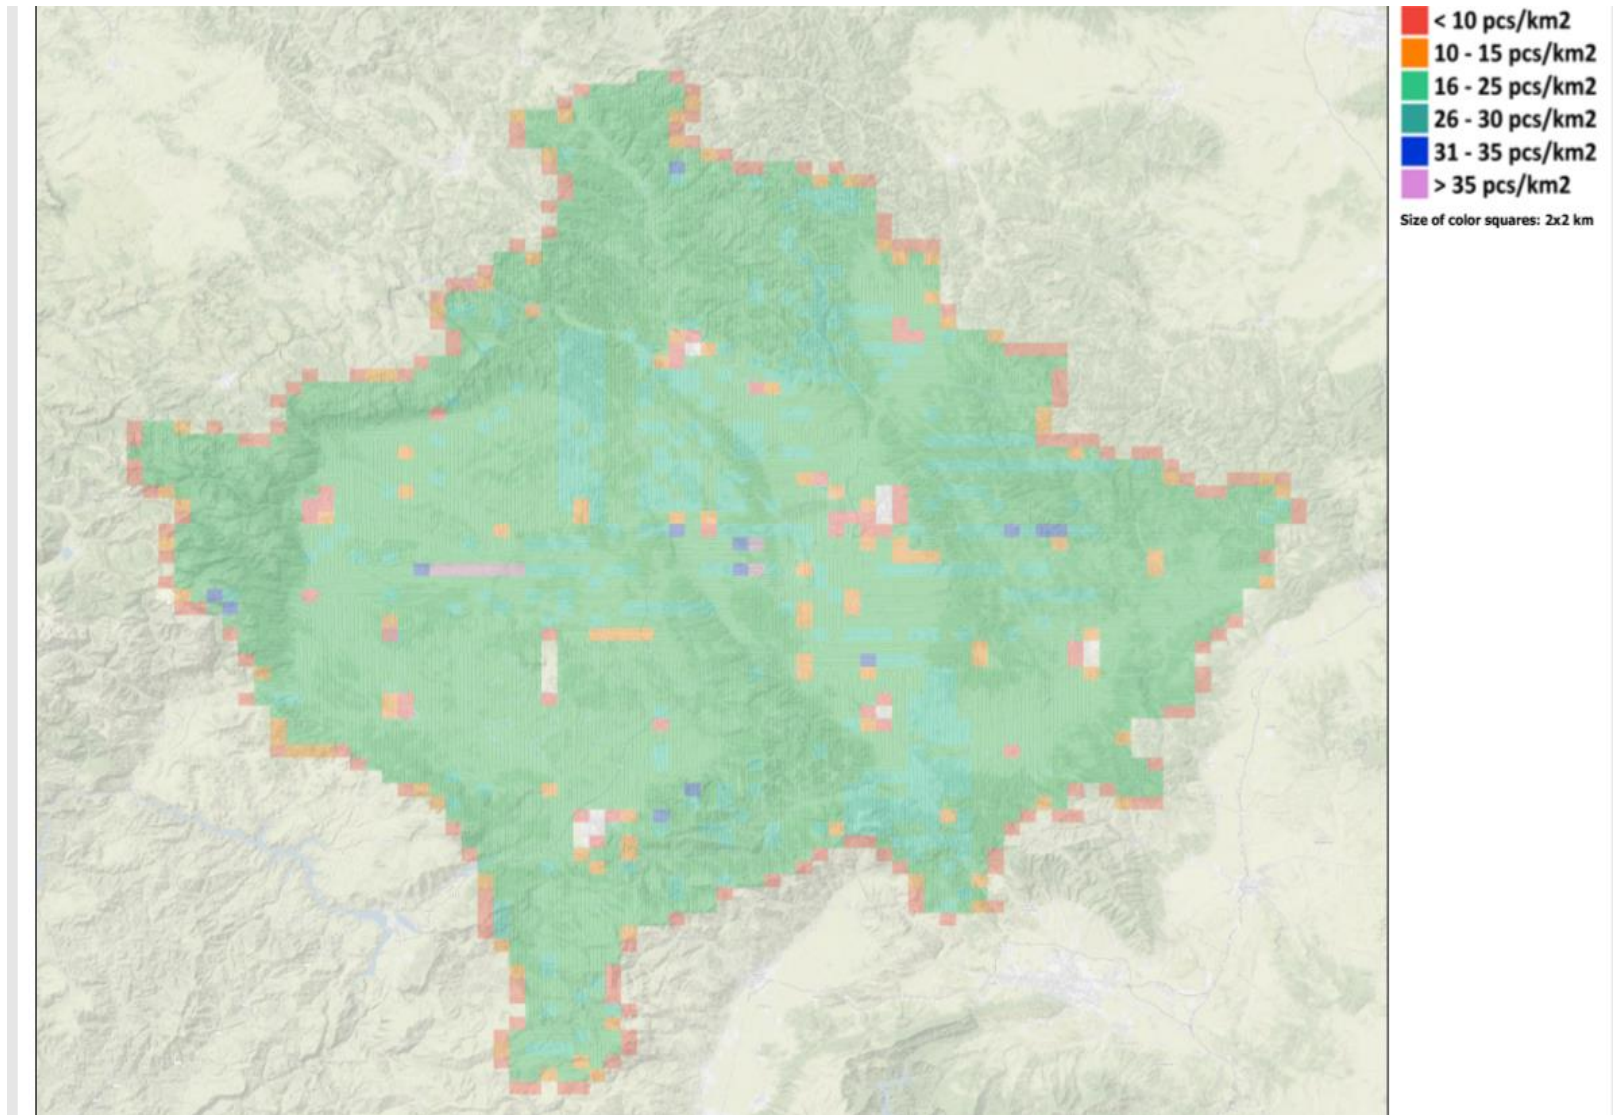 < 10 pcs/km2
10 - 15 pcs/km2
16 - 25 pcs/km2
26 - 30 pcs/km2
31 - 35 pcs/km2
> 35 pcs/km2
Size of color squares: 2x2 km